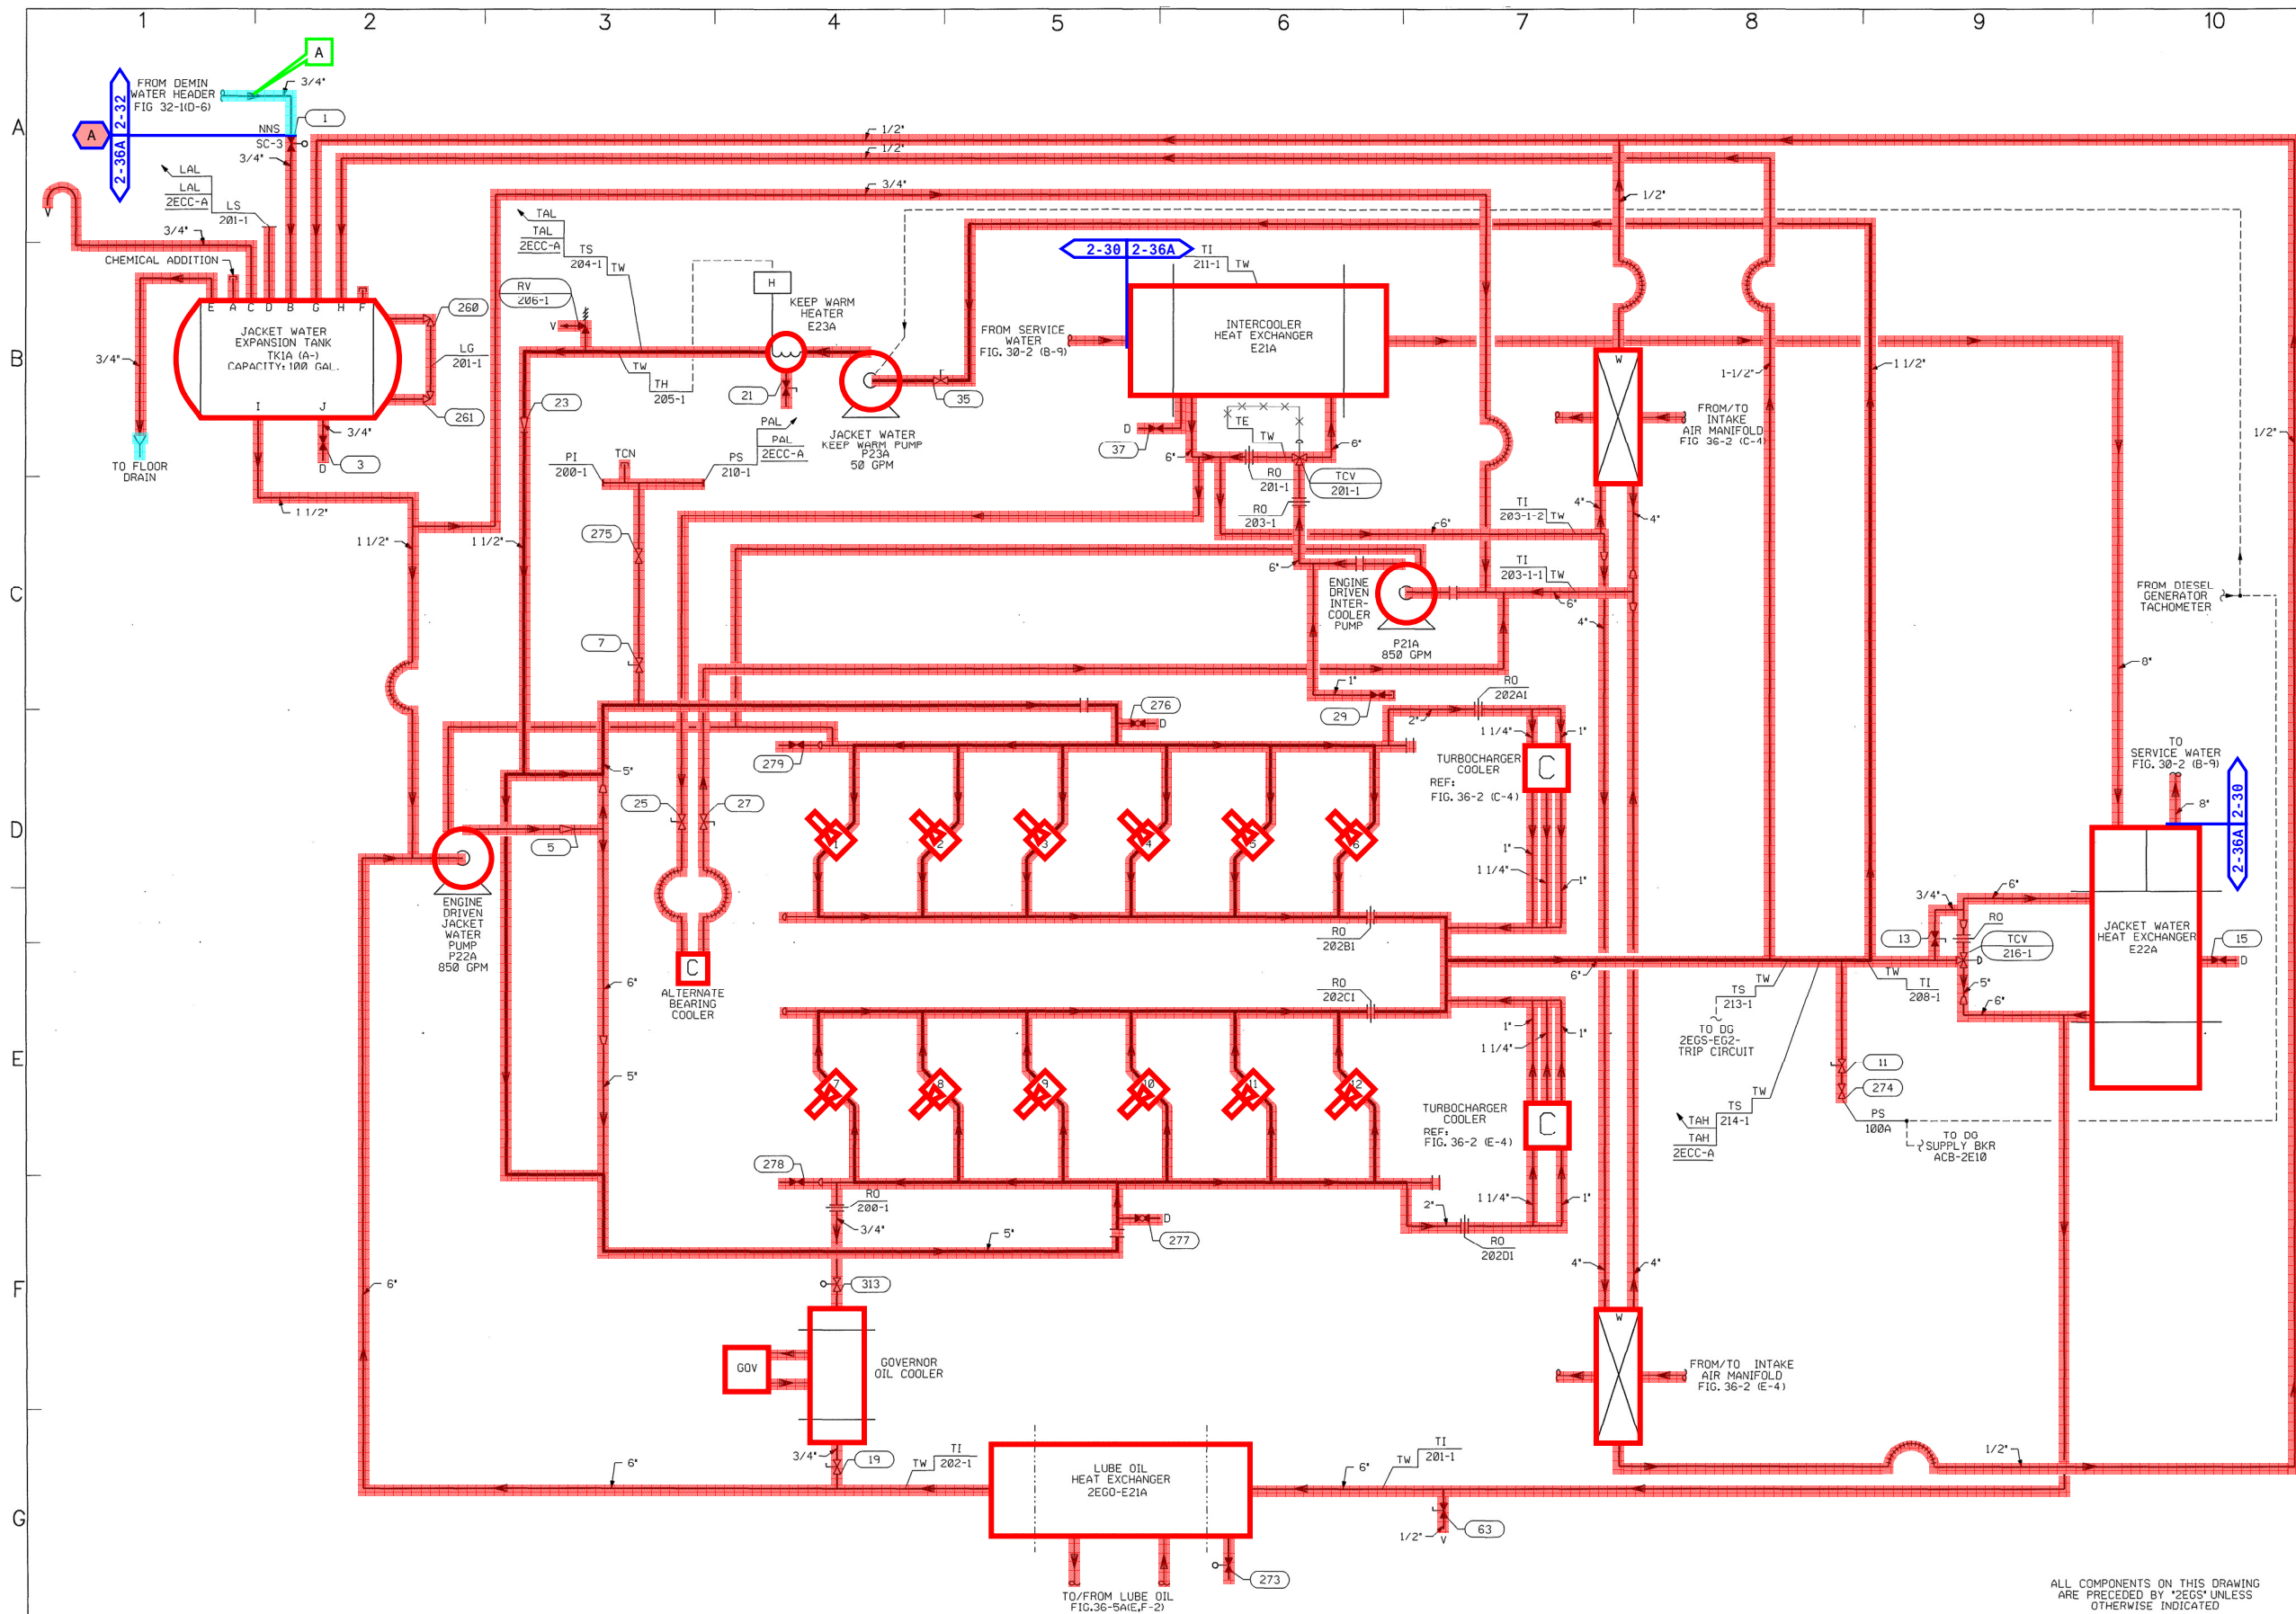 1 2 3 4 5 6 7 8 9 10
A
A
B
C
D
E
F
G
FROM DEMIN
WATER HEADER
FIG 32-1(D-6)
3/4"
A
2-32
2-36A
NNS
SC-3
1
3/4"
LAL
LAL
2ECC-A
LS
201-1
3/4"
CHEMICAL ADDITION
V
E A C D B G H F
JACKET WATER
EXPANSION TANK
TK1A (A-)
CAPACITY:100 GAL.
I J
260
LG
201-1
261
3/4"
3/4"
3
D
TO FLOOR
DRAIN
1 1/2"
1 1/2"
1 1/2"
1/2"
1/2"
3/4"
TAL
TAL
2ECC-A
TS
204-1
TW
RV
206-1
V
TW
TH
205-1
H
KEEP WARM
HEATER
E23A
21
23
JACKET WATER
KEEP WARM PUMP
P23A
50 GPM
35
PAL
PAL
2ECC-A
PI
200-1
TCN
PS
210-1
275
7
2-30
2-36A
TI
211-1
TW
FROM SERVICE
WATER
FIG. 30-2 (B-9)
INTERCOOLER
HEAT EXCHANGER
E21A
D
37
TE
TW
6"
6"
RO
201-1
TCV
201-1
RO
203-1
6"
6"
ENGINE
DRIVEN
INTER-
COOLER
PUMP
P21A
850 GPM
TI
203-1-2
TW
TI
203-1-1
TW
6"
4"
4"
4"
1/2"
W
FROM/TO
INTAKE
AIR MANIFOLD
FIG 36-2 (C-4)
1-1/2"
1 1/2"
1/2"
FROM DIESEL
GENERATOR
TACHOMETER
8"
1"
29
RO
202A1
2"
1 1/4"
1"
TURBOCHARGER
COOLER
REF:
FIG. 36-2 (C-4)
C
1"
1 1/4"
1"
276
D
279
5"
25
27
5
ENGINE
DRIVEN
JACKET
WATER
PUMP
P22A
850 GPM
1 2 3 4 5 6
RO
202B1
C
ALTERNATE
BEARING
COOLER
6"
5"
RO
202C1
6"
7 8 9 10 11 12
1"
1 1/4"
1"
TURBOCHARGER
COOLER
REF:
FIG. 36-2 (E-4)
C
1 1/4"
1"
2"
RO
202D1
TO
SERVICE WATER
FIG. 30-2 (B-9)
8"
2-30
2-36A
JACKET WATER
HEAT EXCHANGER
E22A
15
D
3/4"
6"
RO
13
TCV
216-1
5"
6"
TW
TI
208-1
TW
TS
213-1
TO DG
2EGS-EG2-
TRIP CIRCUIT
TW
TS
214-1
TAH
TAH
2ECC-A
11
274
PS
100A
TO DG
SUPPLY BKR
ACB-2E10
278
RO
200-1
3/4"
277
D
5"
313
6"
GOV
GOVERNOR
OIL COOLER
3/4"
19
6"
TW
TI
202-1
LUBE OIL
HEAT EXCHANGER
2EGO-E21A
6"
TW
TI
201-1
63
1/2"
V
273
TO/FROM LUBE OIL
FIG.36-5A(E,F-2)
4"
4"
W
FROM/TO INTAKE
AIR MANIFOLD
FIG. 36-2 (E-4)
1/2"
ALL COMPONENTS ON THIS DRAWING
ARE PRECEDED BY "2EGS" UNLESS
OTHERWISE INDICATED